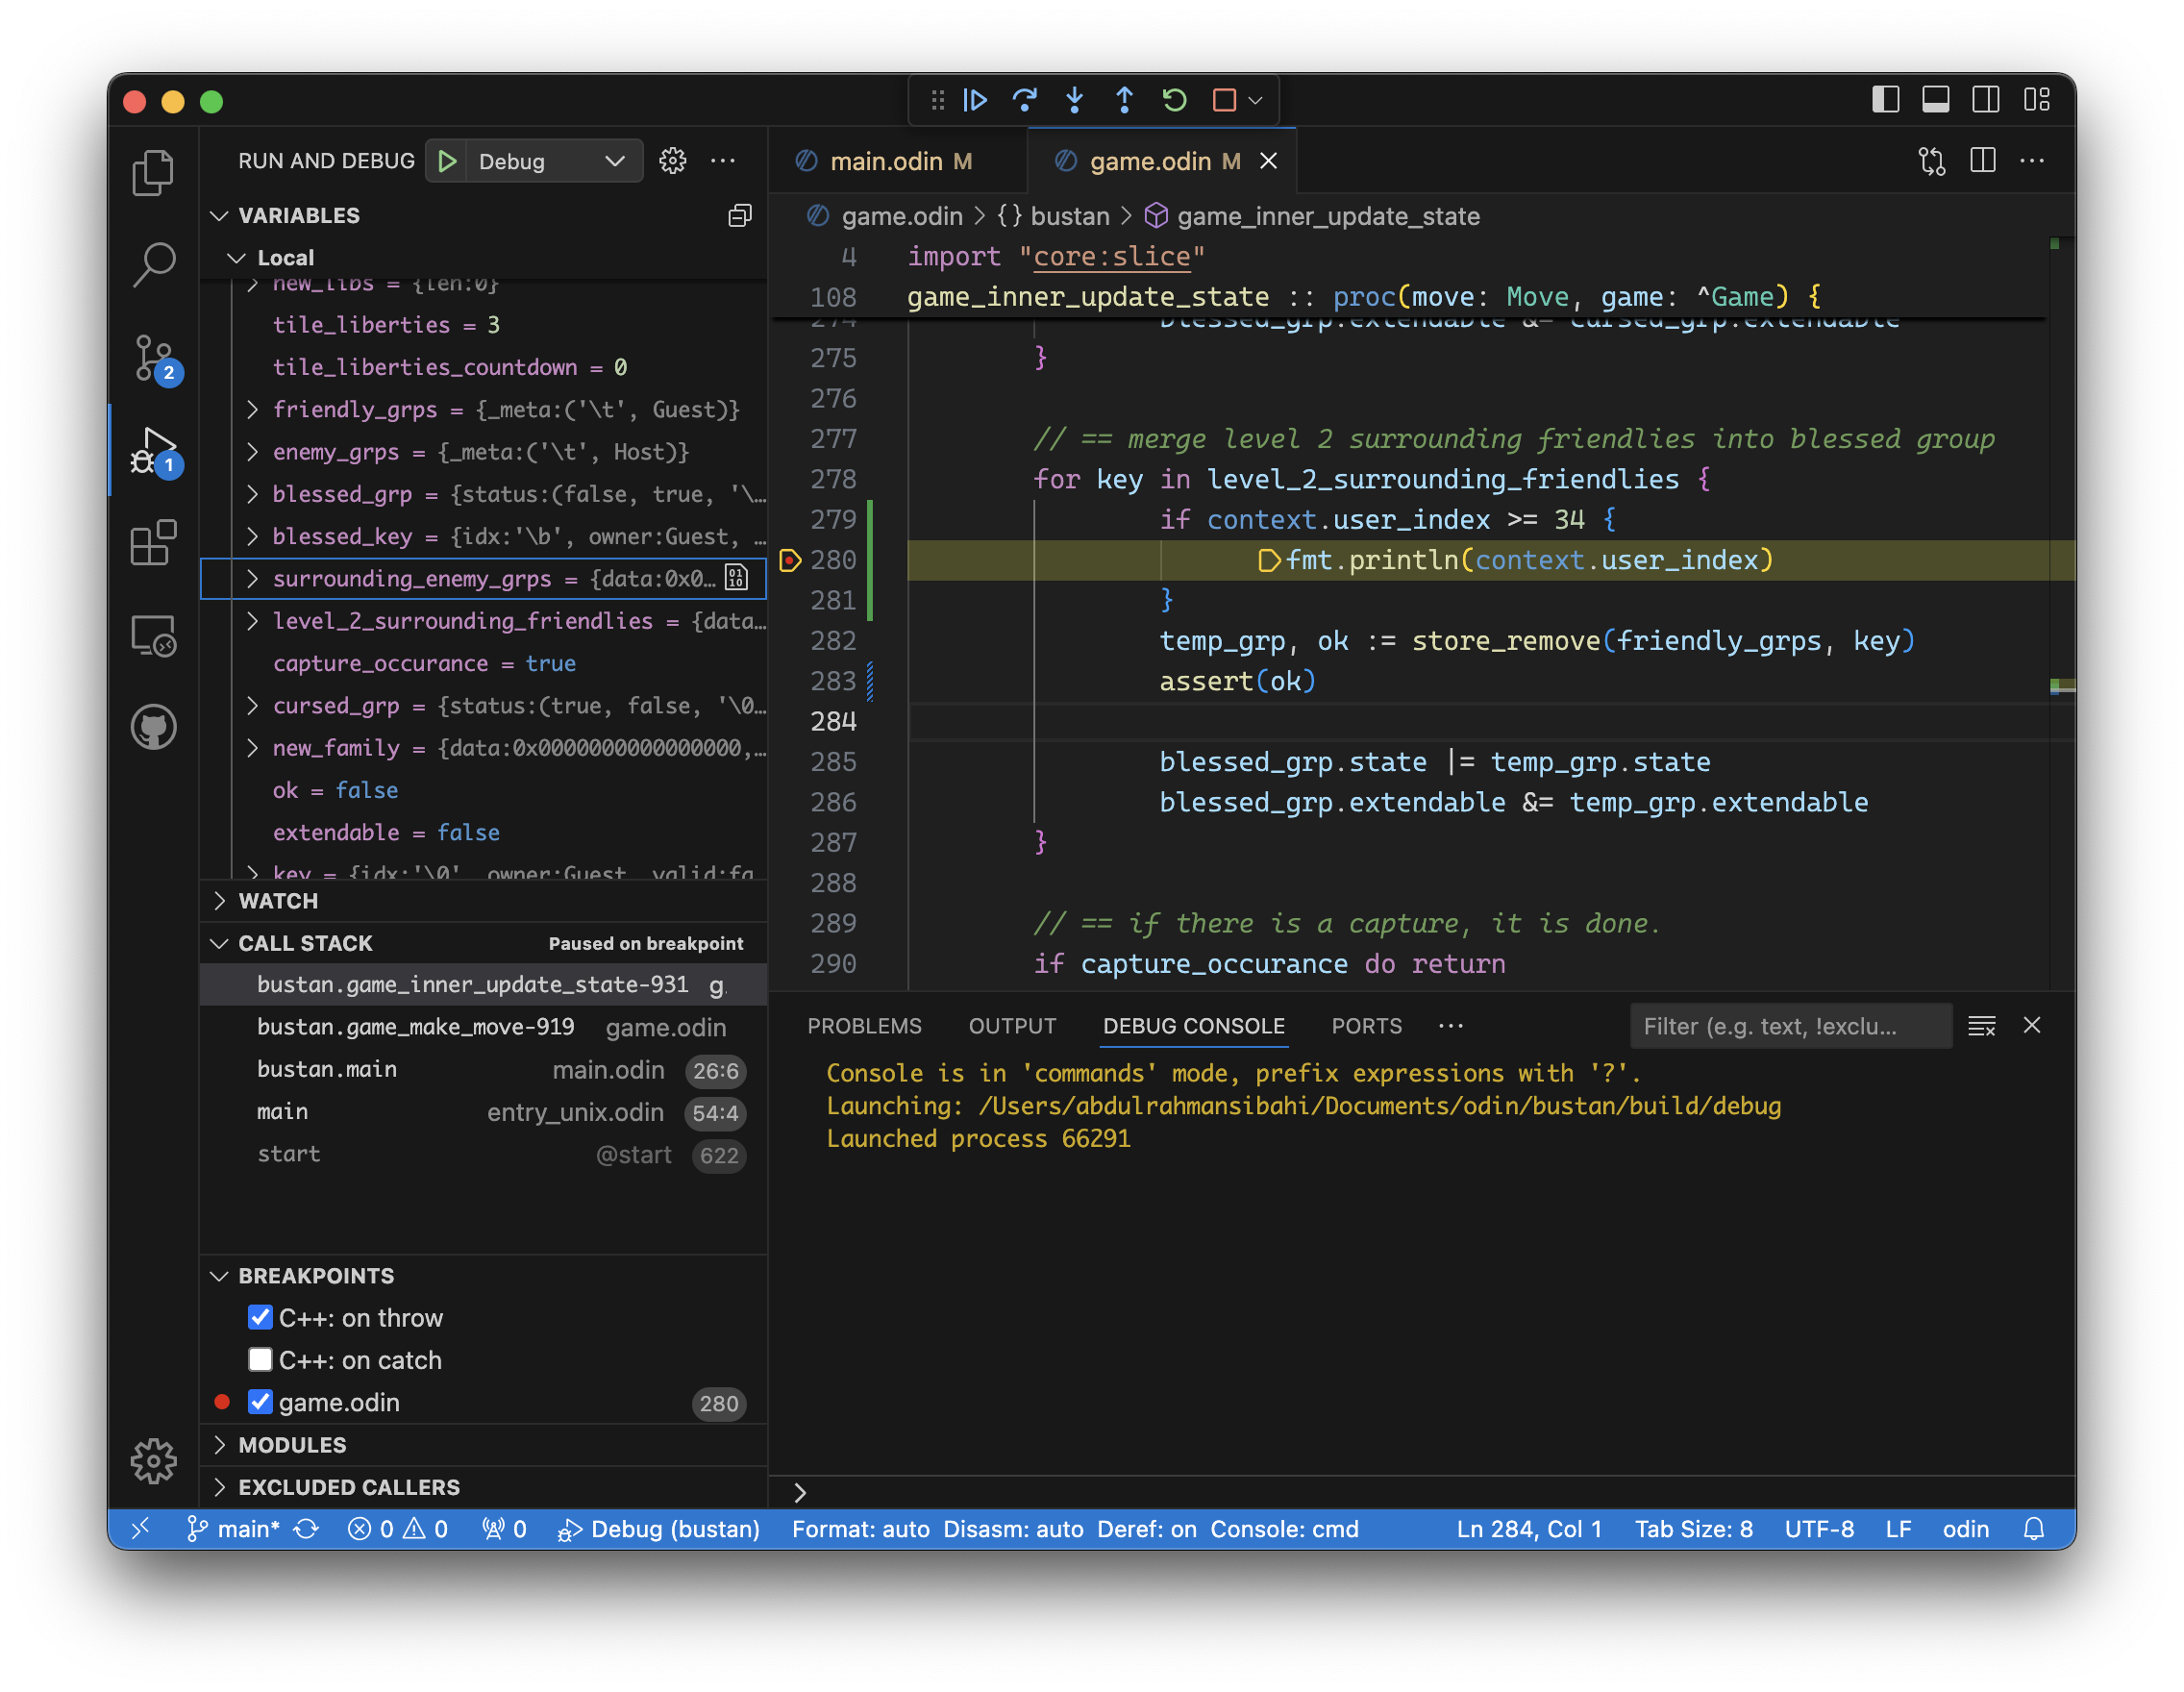 RUN AND DEBUG Debug
VARIABLES
Local
new_libs = {len:0}
tile_liberties = 3
tile_liberties_countdown = 0
friendly_grps = {_meta:('\t', Guest)}
enemy_grps = {_meta:('\t', Host)}
blessed_grp = {status:(false, true, '\…
blessed_key = {idx:'\b', owner:Guest, …
surrounding_enemy_grps = {data:0x0…
level_2_surrounding_friendlies = {data…
capture_occurance = true
cursed_grp = {status:(true, false, '\0…
new_family = {data:0x0000000000000000,…
ok = false
extendable = false
key = {idx:'\0', owner:Guest, valid:fa
WATCH
CALL STACK Paused on breakpoint
bustan.game_inner_update_state-931 g.
bustan.game_make_move-919 game.odin
bustan.main main.odin 26:6
main entry_unix.odin 54:4
start @start 622
BREAKPOINTS
C++: on throw
C++: on catch
game.odin 280
MODULES
EXCLUDED CALLERS
2
1
main.odin M game.odin M
game.odin > {} bustan > game_inner_update_state
4 import "core:slice"
108 game_inner_update_state :: proc(move: Move, game: ^Game) {
274 blessed_grp.extendable &= cursed_grp.extendable
275 }
276
277 // == merge level 2 surrounding friendlies into blessed group
278 for key in level_2_surrounding_friendlies {
279 if context.user_index >= 34 {
280 fmt.println(context.user_index)
281 }
282 temp_grp, ok := store_remove(friendly_grps, key)
283 assert(ok)
284
285 blessed_grp.state |= temp_grp.state
286 blessed_grp.extendable &= temp_grp.extendable
287 }
288
289 // == if there is a capture, it is done.
290 if capture_occurance do return
PROBLEMS OUTPUT DEBUG CONSOLE PORTS ··· Filter (e.g. text, !exclu...
Console is in 'commands' mode, prefix expressions with '?'.
Launching: /Users/abdulrahmansibahi/Documents/odin/bustan/build/debug
Launched process 66291
>
main* 0 0 0 Debug (bustan) Format: auto Disasm: auto Deref: on Console: cmd Ln 284, Col 1 Tab Size: 8 UTF-8 LF odin